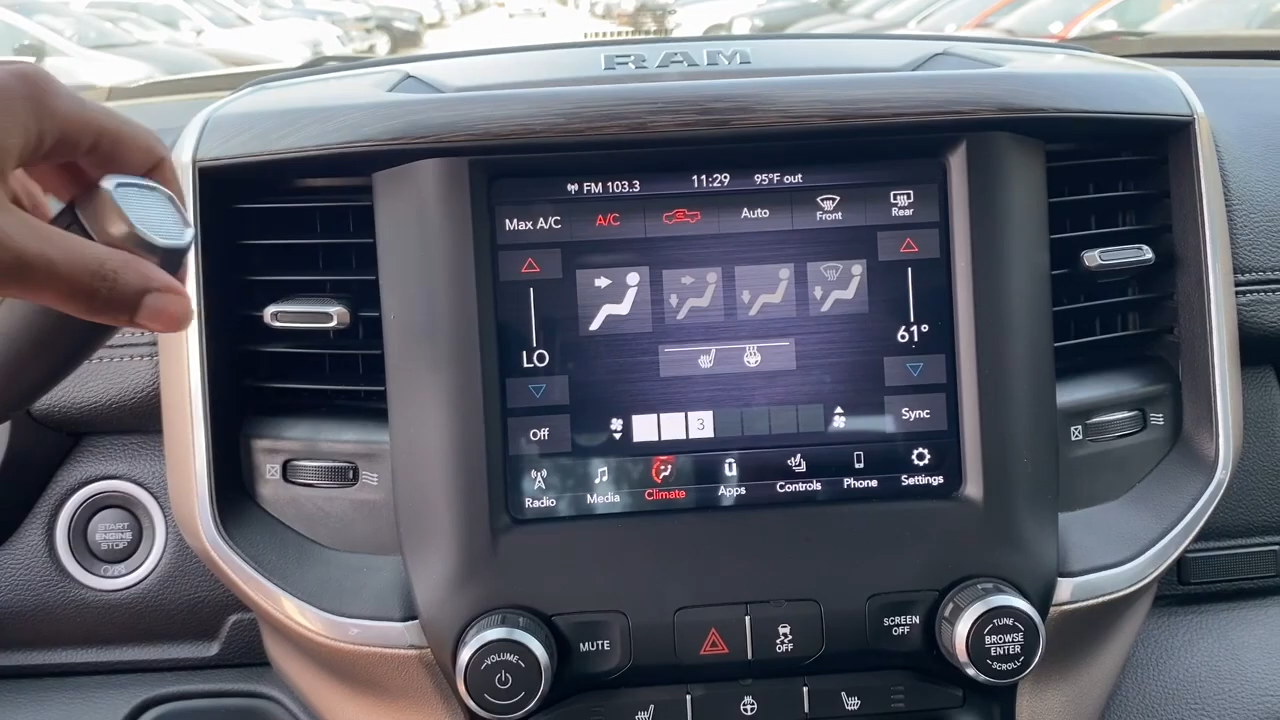 RAM
FM 103.3 11:29 95°F out
Max A/C A/C Auto Front Rear
LO 61°
3
Off Sync
Radio Media Climate Apps Controls Phone Settings
START
ENGINE
STOP
VOLUME
MUTE
OFF
SCREEN
OFF
TUNE
BROWSE
ENTER
SCROLL